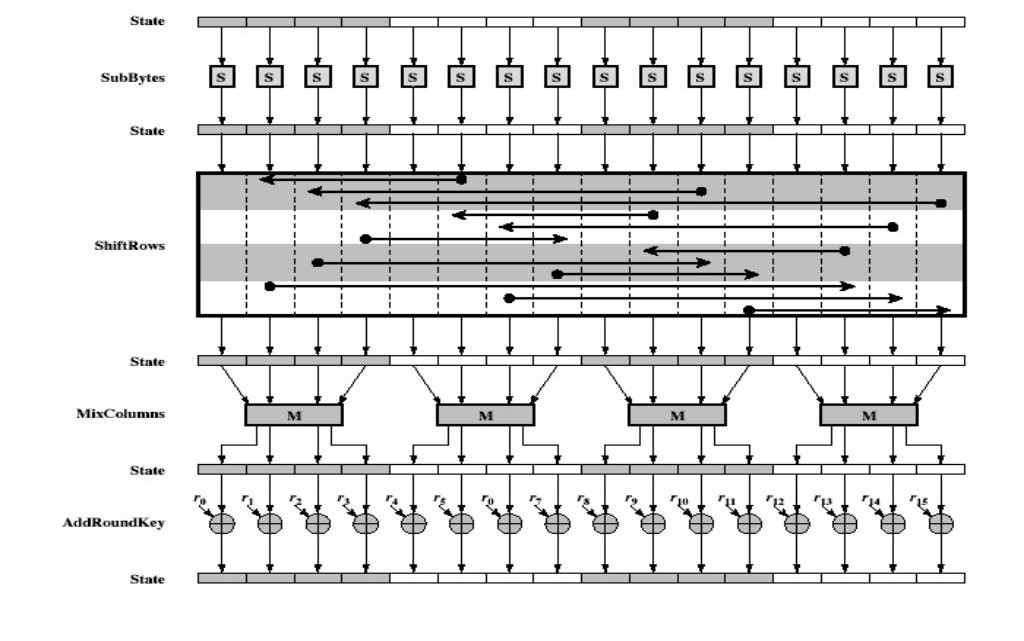 State
SubBytes S S S S S S S S S S S S S S S S
State
ShiftRows
State
MixColumns M M M M
State
r0 r1 r2 r3 r4 r5 r0 r7 r8 r9 r10 r11 r12 r13 r14 r15
AddRoundKey
State